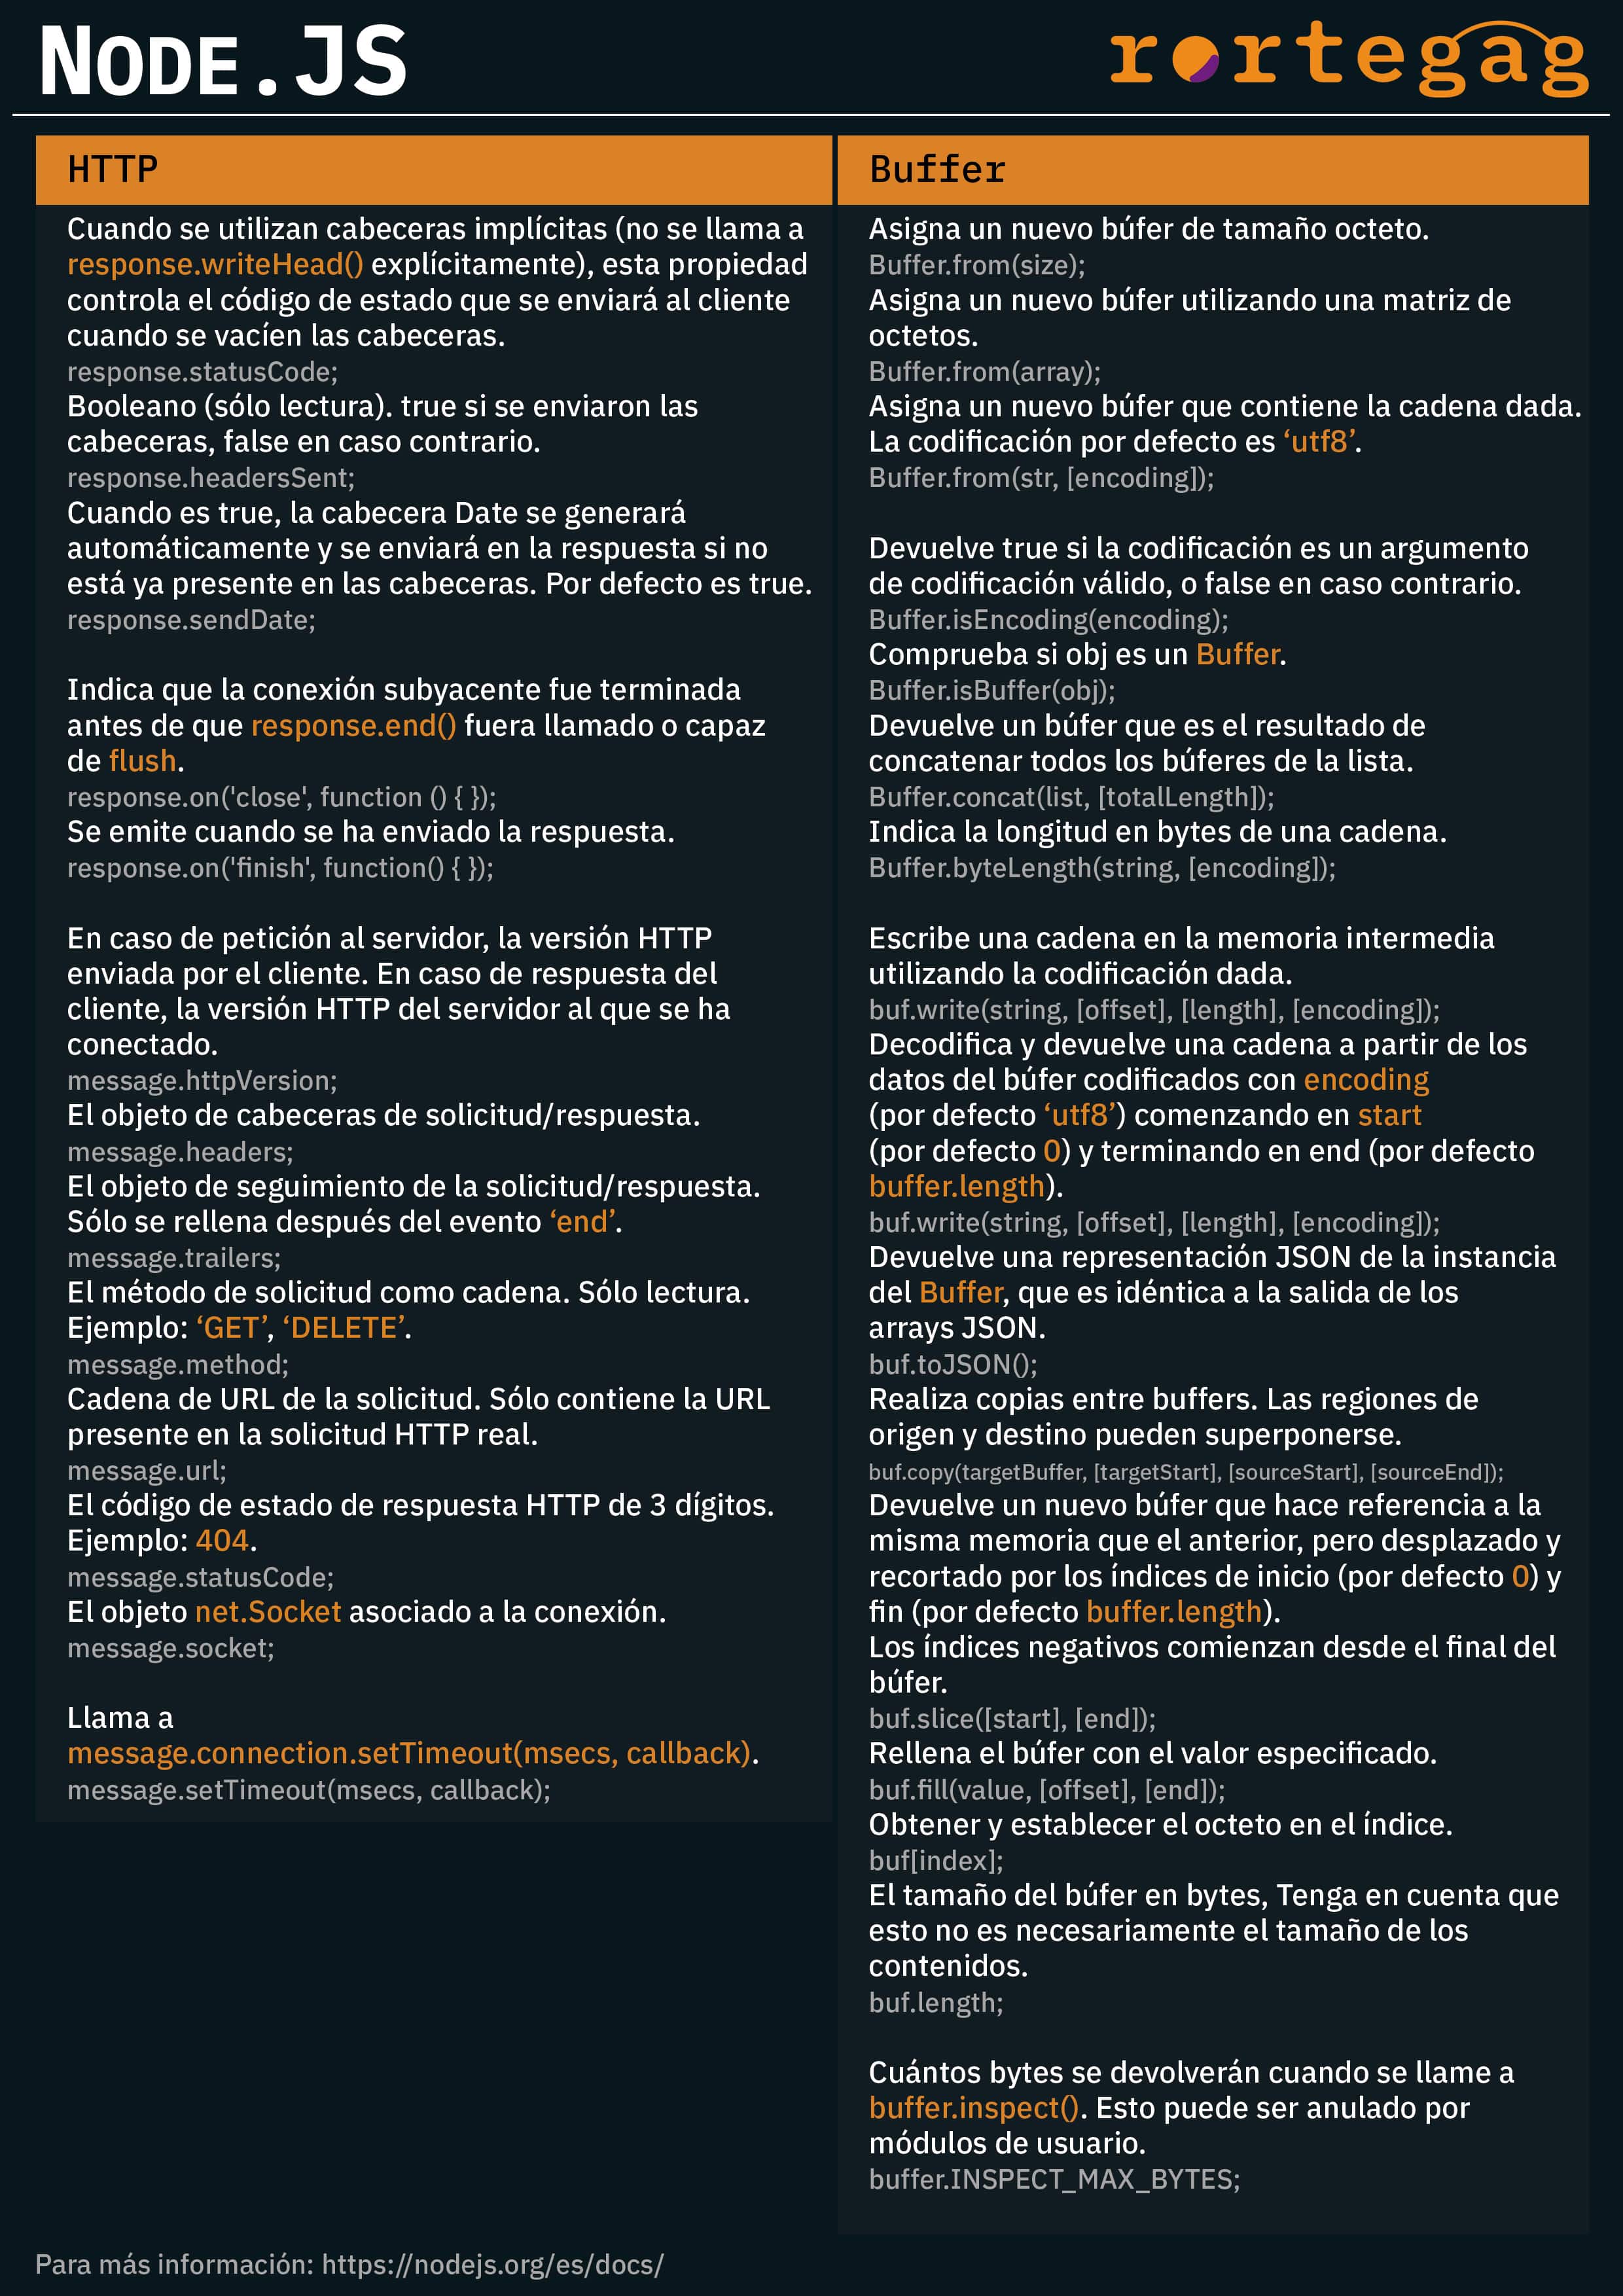 NODE.JS
rortegag
HTTP
Cuando se utilizan cabeceras implícitas (no se llama a
response.writeHead() explícitamente), esta propiedad
controla el código de estado que se enviará al cliente
cuando se vacíen las cabeceras.
response.statusCode;
Booleano (sólo lectura). true si se enviaron las
cabeceras, false en caso contrario.
response.headersSent;
Cuando es true, la cabecera Date se generará
automáticamente y se enviará en la respuesta si no
está ya presente en las cabeceras. Por defecto es true.
response.sendDate;
Indica que la conexión subyacente fue terminada
antes de que response.end() fuera llamado o capaz
de flush.
response.on('close', function () { });
Se emite cuando se ha enviado la respuesta.
response.on('finish', function() { });
En caso de petición al servidor, la versión HTTP
enviada por el cliente. En caso de respuesta del
cliente, la versión HTTP del servidor al que se ha
conectado.
message.httpVersion;
El objeto de cabeceras de solicitud/respuesta.
message.headers;
El objeto de seguimiento de la solicitud/respuesta.
Sólo se rellena después del evento ‘end’.
message.trailers;
El método de solicitud como cadena. Sólo lectura.
Ejemplo: ‘GET’, ‘DELETE’.
message.method;
Cadena de URL de la solicitud. Sólo contiene la URL
presente en la solicitud HTTP real.
message.url;
El código de estado de respuesta HTTP de 3 dígitos.
Ejemplo: 404.
message.statusCode;
El objeto net.Socket asociado a la conexión.
message.socket;
Llama a
message.connection.setTimeout(msecs, callback).
message.setTimeout(msecs, callback);
Buffer
Asigna un nuevo búfer de tamaño octeto.
Buffer.from(size);
Asigna un nuevo búfer utilizando una matriz de
octetos.
Buffer.from(array);
Asigna un nuevo búfer que contiene la cadena dada.
La codificación por defecto es ‘utf8’.
Buffer.from(str, [encoding]);
Devuelve true si la codificación es un argumento
de codificación válido, o false en caso contrario.
Buffer.isEncoding(encoding);
Comprueba si obj es un Buffer.
Buffer.isBuffer(obj);
Devuelve un búfer que es el resultado de
concatenar todos los búferes de la lista.
Buffer.concat(list, [totalLength]);
Indica la longitud en bytes de una cadena.
Buffer.byteLength(string, [encoding]);
Escribe una cadena en la memoria intermedia
utilizando la codificación dada.
buf.write(string, [offset], [length], [encoding]);
Decodifica y devuelve una cadena a partir de los
datos del búfer codificados con encoding
(por defecto ‘utf8’) comenzando en start
(por defecto 0) y terminando en end (por defecto
buffer.length).
buf.write(string, [offset], [length], [encoding]);
Devuelve una representación JSON de la instancia
del Buffer, que es idéntica a la salida de los
arrays JSON.
buf.toJSON();
Realiza copias entre buffers. Las regiones de
origen y destino pueden superponerse.
buf.copy(targetBuffer, [targetStart], [sourceStart], [sourceEnd]);
Devuelve un nuevo búfer que hace referencia a la
misma memoria que el anterior, pero desplazado y
recortado por los índices de inicio (por defecto 0) y
fin (por defecto buffer.length).
Los índices negativos comienzan desde el final del
búfer.
buf.slice([start], [end]);
Rellena el búfer con el valor especificado.
buf.fill(value, [offset], [end]);
Obtener y establecer el octeto en el índice.
buf[index];
El tamaño del búfer en bytes, Tenga en cuenta que
esto no es necesariamente el tamaño de los
contenidos.
buf.length;
Cuántos bytes se devolverán cuando se llame a
buffer.inspect(). Esto puede ser anulado por
módulos de usuario.
buffer.INSPECT_MAX_BYTES;
Para más información: https://nodejs.org/es/docs/